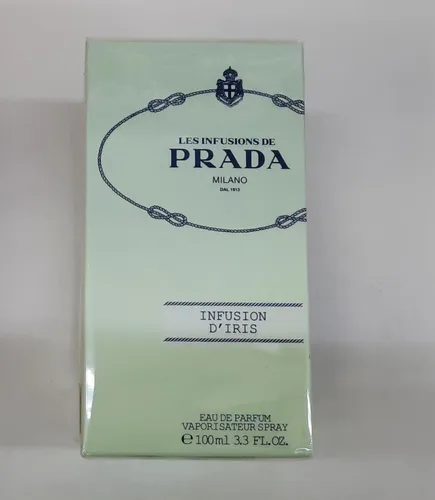 LES INFUSIONS DE
PRADA
MILANO
DAL 1913
INFUSION
D'IRIS
EAU DE PARFUM
VAPORISATEUR SPRAY
℮ 100ml 3.3 FL.OZ.